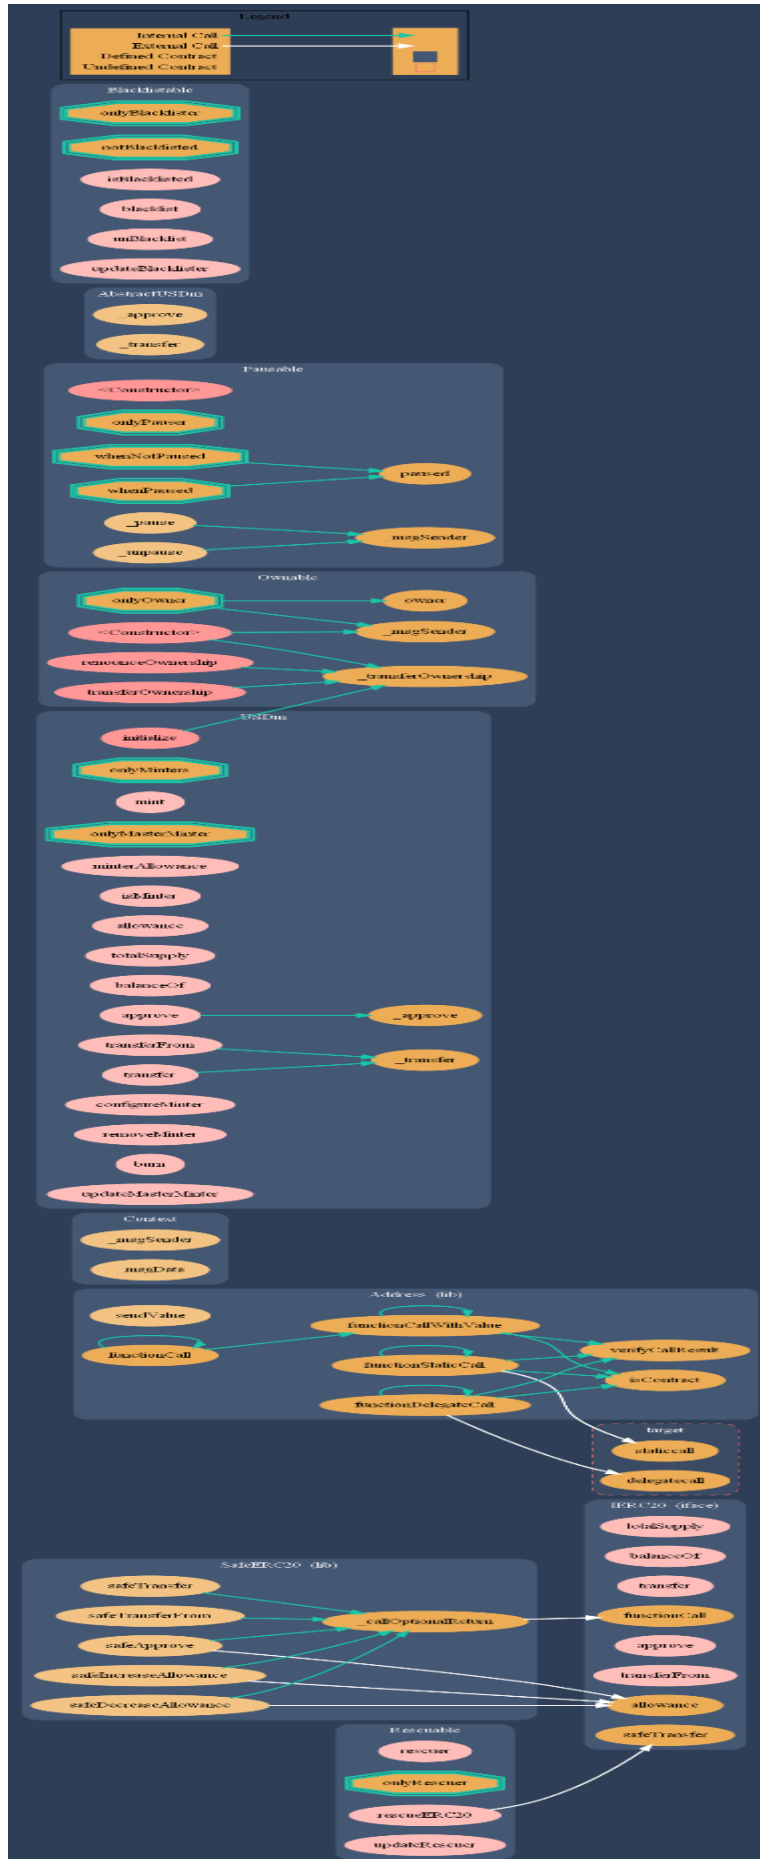 Legend
Internal Call
External Call
Defined Contract
Undefined Contract
Blacklistable
onlyBlacklister
notBlacklisted
isBlacklisted
blacklist
unBlacklist
updateBlacklister
AbstractUSDm
_approve
_transfer
Pausable
<Constructor>
onlyPauser
whenNotPaused
paused
whenPaused
_pause
_msgSender
_unpause
Ownable
onlyOwner
owner
<Constructor>
_msgSender
renounceOwnership
_transferOwnership
transferOwnership
USDm
initialize
onlyMinters
mint
onlyMasterMinter
minterAllowance
isMinter
allowance
totalSupply
balanceOf
approve
_approve
transferFrom
_transfer
transfer
configureMinter
removeMinter
burn
updateMasterMinter
Context
_msgSender
_msgData
Address (lib)
sendValue
functionCallWithValue
functionCall
verifyCallResult
functionStaticCall
isContract
functionDelegateCall
target
staticcall
delegatecall
IERC20 (iface)
totalSupply
balanceOf
transfer
functionCall
approve
transferFrom
allowance
safeTransfer
SafeERC20 (lib)
safeTransfer
safeTransferFrom
_callOptionalReturn
safeApprove
safeIncreaseAllowance
safeDecreaseAllowance
Rescuable
rescuer
onlyRescuer
rescueERC20
updateRescuer